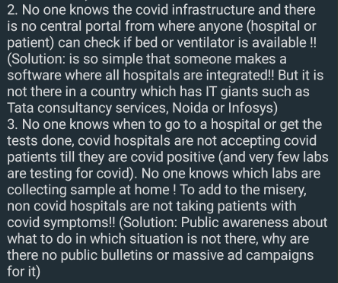 2. No one knows the covid infrastructure and there
is no central portal from where anyone (hospital or
patient) can check if bed or ventilator is available !!
(Solution: is so simple that someone makes a
software where all hospitals are integrated!! But it is
not there in a country which has IT giants such as
Tata consultancy services, Noida or Infosys)
3. No one knows when to go to a hospital or get the
tests done, covid hospitals are not accepting covid
patients till they are covid positive (and very few labs
are testing for covid). No one knows which labs are
collecting sample at home ! To add to the misery,
non covid hospitals are not taking patients with
covid symptoms!! (Solution: Public awareness about
what to do in which situation is not there, why are
there no public bulletins or massive ad campaigns
for it)